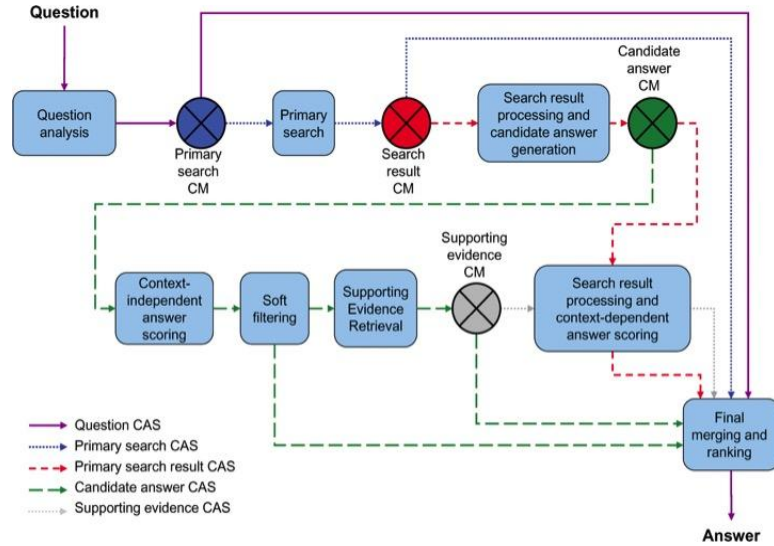 Question
Question
analysis
Primary
search
CM
Primary
search
Search
result
CM
Search result
processing and
candidate answer
generation
Candidate
answer
CM
Context-
independent
answer
scoring
Soft
filtering
Supporting
Evidence
Retrieval
Supporting
evidence
CM
Search result
processing and
context-dependent
answer scoring
Final
merging and
ranking
Answer
Question CAS
Primary search CAS
Primary search result CAS
Candidate answer CAS
Supporting evidence CAS